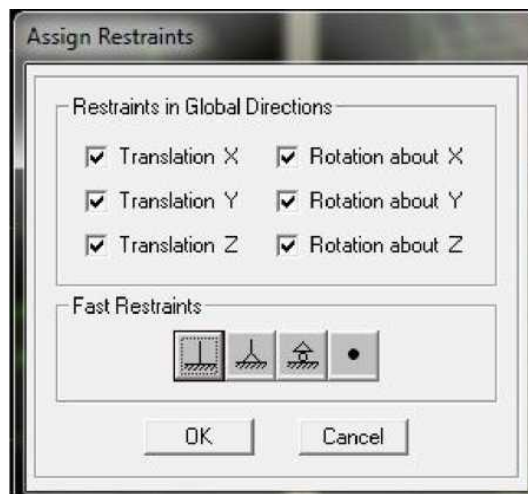 Assign Restraints
Restraints in Global Directions
Translation X Rotation about X
Translation Y Rotation about Y
Translation Z Rotation about Z
Fast Restraints
OK Cancel